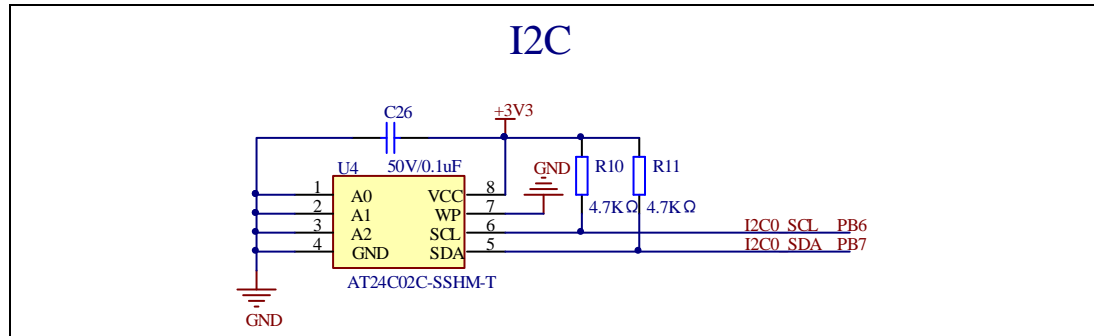 I2C
C26
+3V3
U4
50V/0.1uF
GND
R10
R11
1 A0 VCC 8
2 A1 WP 7
3 A2 SCL 6
4 GND SDA 5
4.7KΩ 4.7KΩ
I2C0_SCL PB6
I2C0_SDA PB7
AT24C02C-SSHM-T
GND